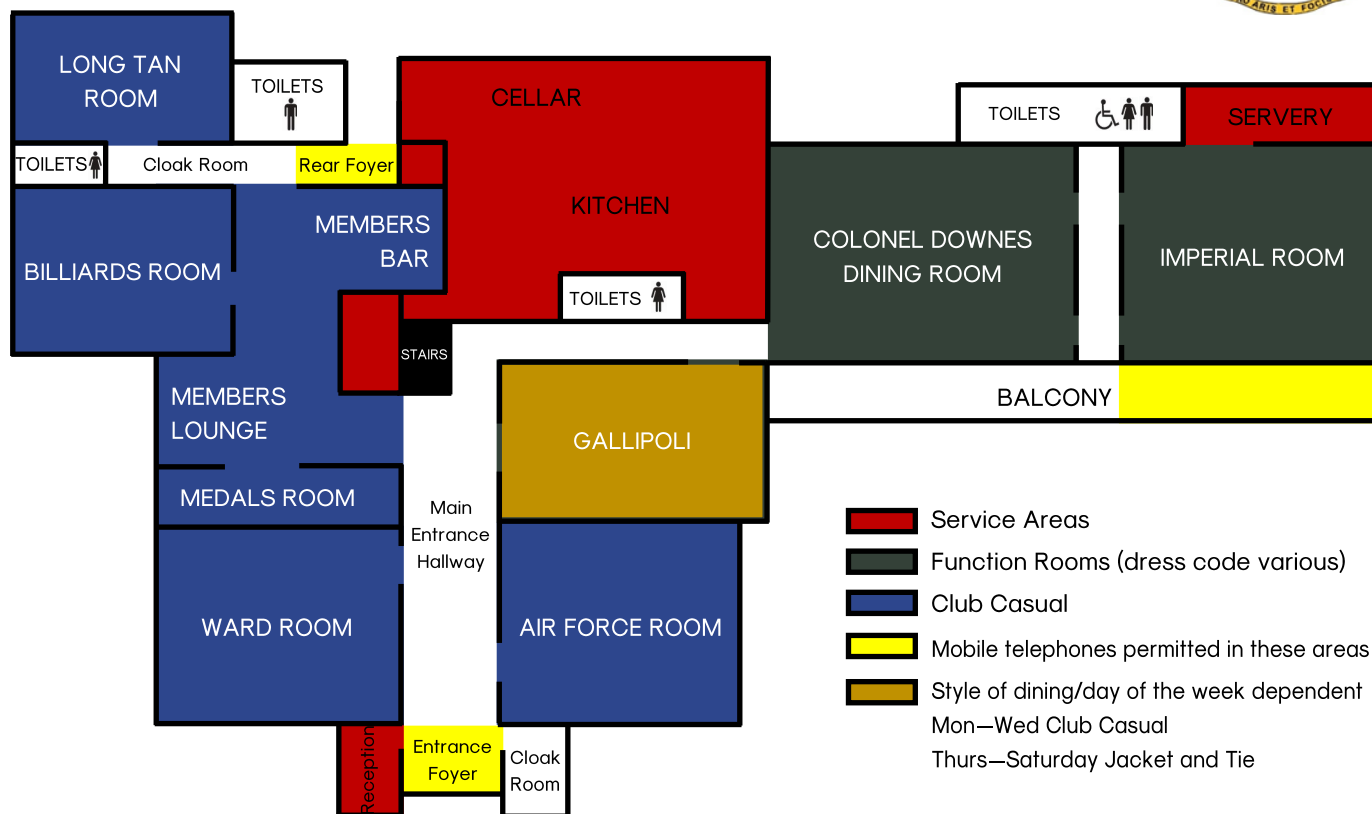 ARIS ET FOCIS
LONG TAN
ROOM
TOILETS
CELLAR
TOILETS
SERVERY
TOILETS
Cloak Room
Rear Foyer
KITCHEN
MEMBERS
BAR
BILLIARDS ROOM
COLONEL DOWNES
DINING ROOM
IMPERIAL ROOM
TOILETS
STAIRS
MEMBERS
LOUNGE
BALCONY
GALLIPOLI
MEDALS ROOM
Main
Entrance
Hallway
WARD ROOM
AIR FORCE ROOM
Reception
Entrance
Foyer
Cloak
Room
Service Areas
Function Rooms (dress code various)
Club Casual
Mobile telephones permitted in these areas
Style of dining/day of the week dependent
Mon—Wed Club Casual
Thurs—Saturday Jacket and Tie